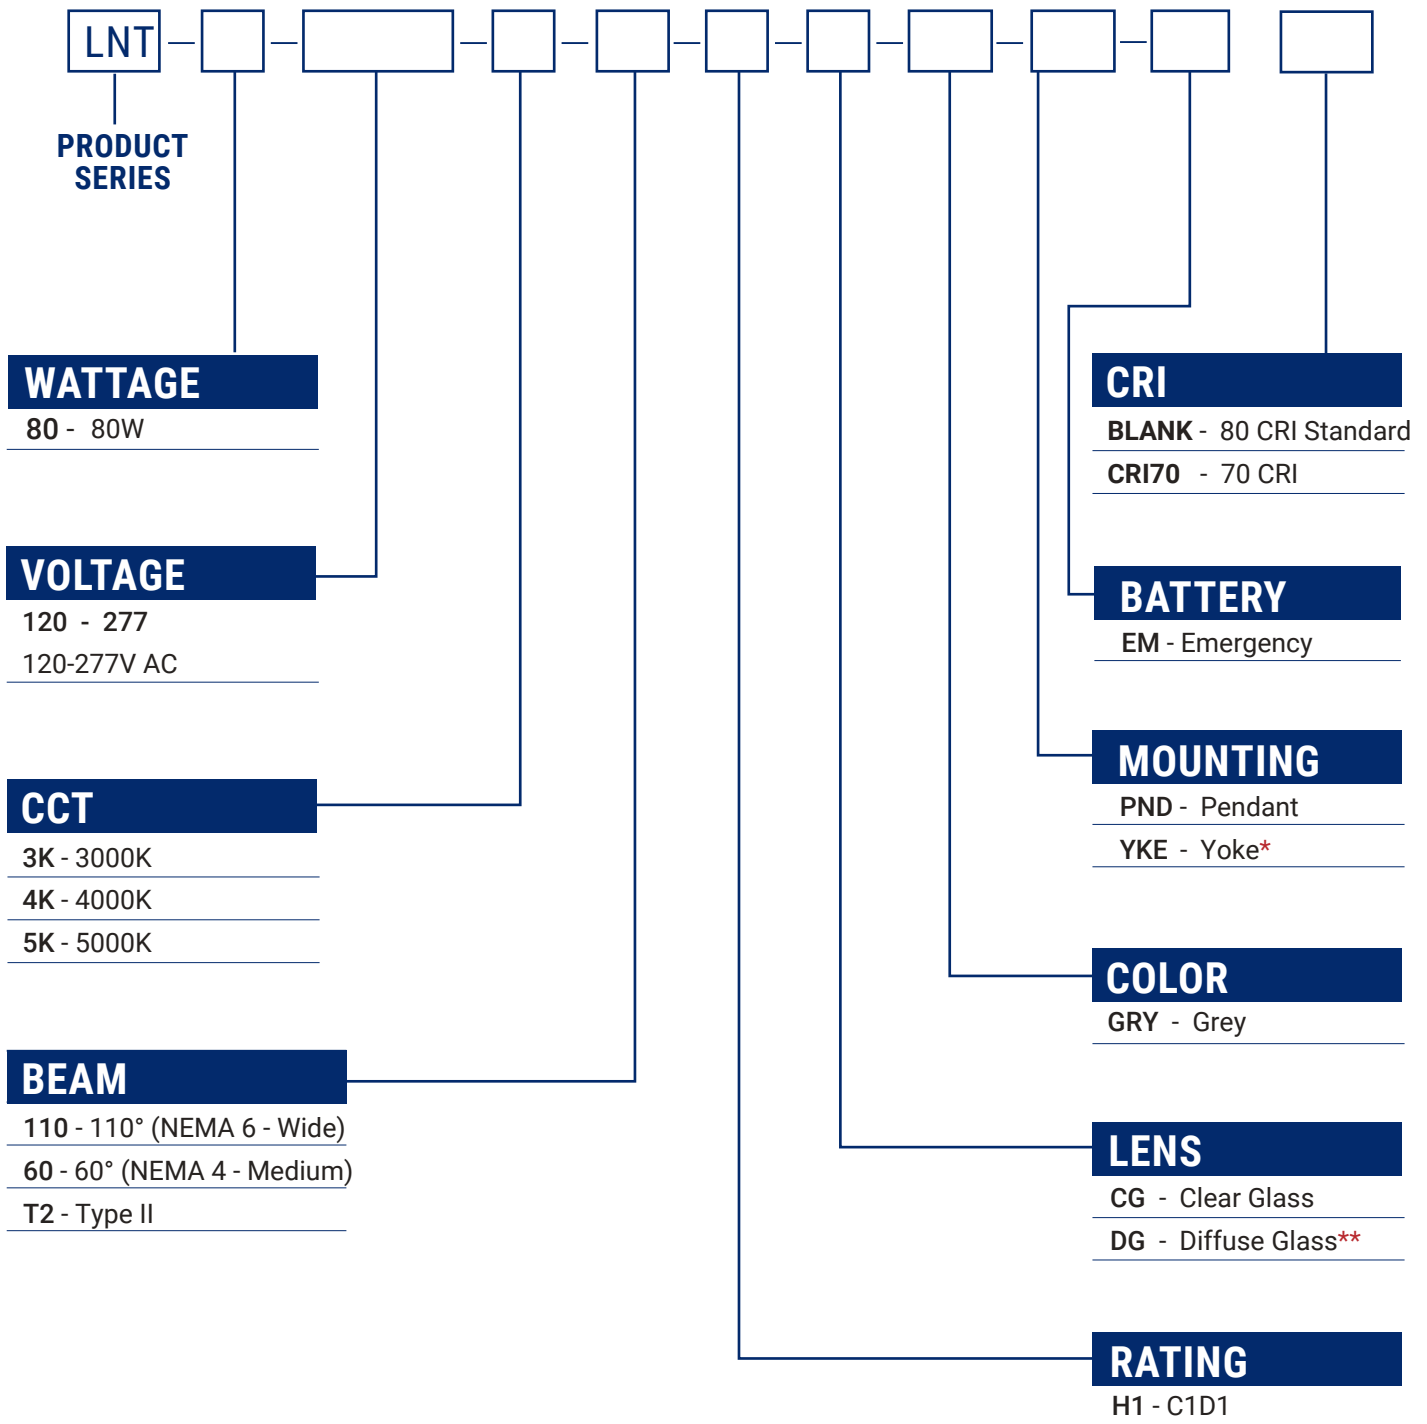 LNT
PRODUCT
SERIES
WATTAGE
80 - 80W
VOLTAGE
120 - 277
120-277V AC
CCT
3K - 3000K
4K - 4000K
5K - 5000K
BEAM
110 - 110° (NEMA 6 - Wide)
60 - 60° (NEMA 4 - Medium)
T2 - Type II
CRI
BLANK - 80 CRI Standard
CRI70 - 70 CRI
BATTERY
EM - Emergency
MOUNTING
PND - Pendant
YKE - Yoke*
COLOR
GRY - Grey
LENS
CG - Clear Glass
DG - Diffuse Glass**
RATING
H1 - C1D1